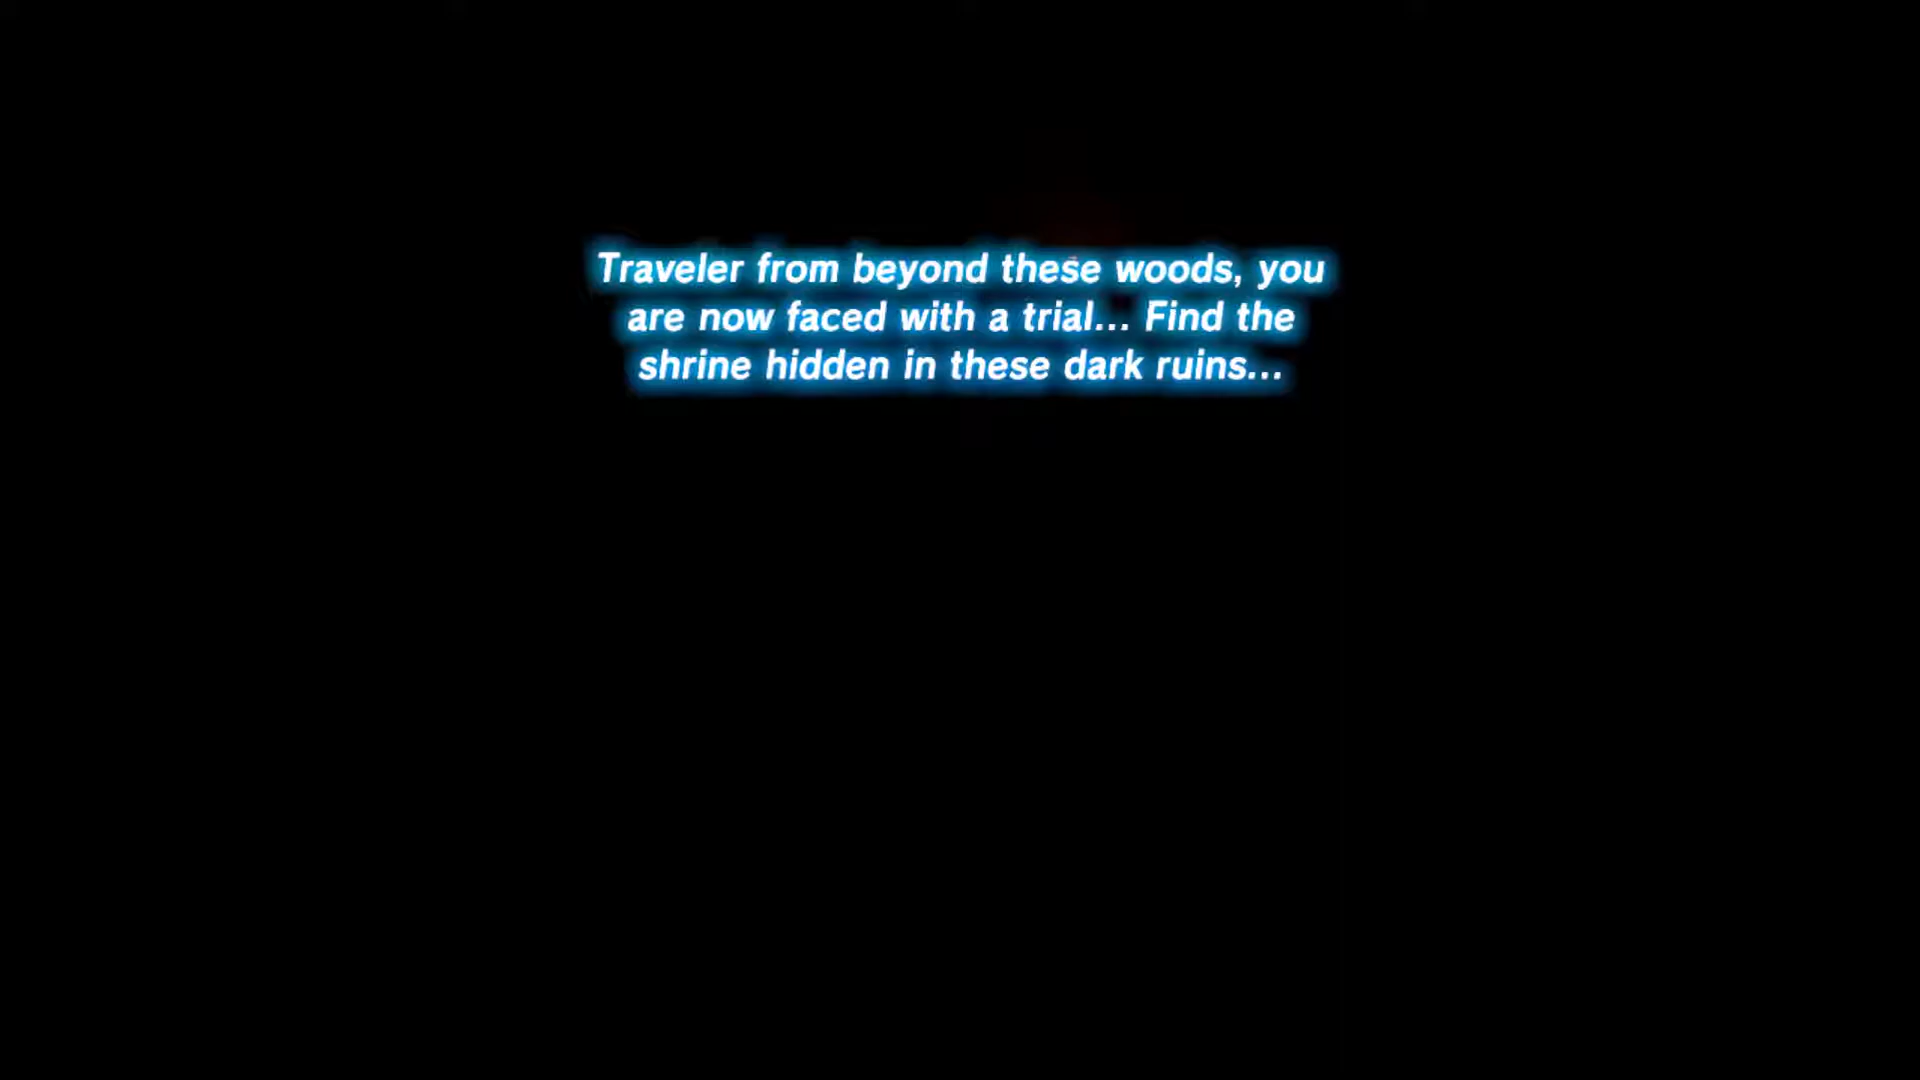 Traveler from beyond these woods, you
are now faced with a trial... Find the
shrine hidden in these dark ruins...